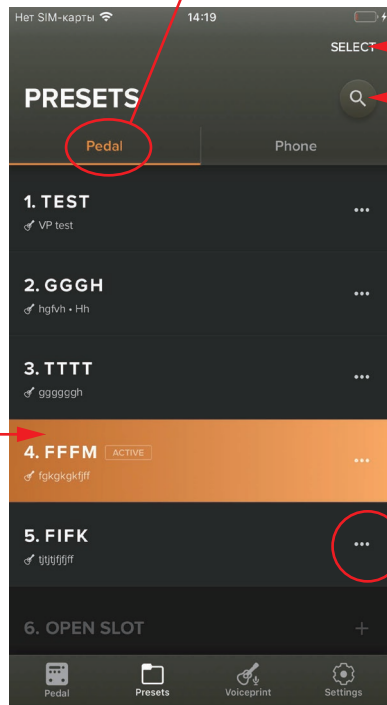 Нет SIM-карты 14:19
SELECT
PRESETS
Pedal Phone
1. TEST
VP test
2. GGGH
hgfvh • Hh
3. TTTT
ggggggh
4. FFFM ACTIVE
fgkgkgkfjff
5. FIFK
6. OPEN SLOT
Pedal Presets Voiceprint Settings